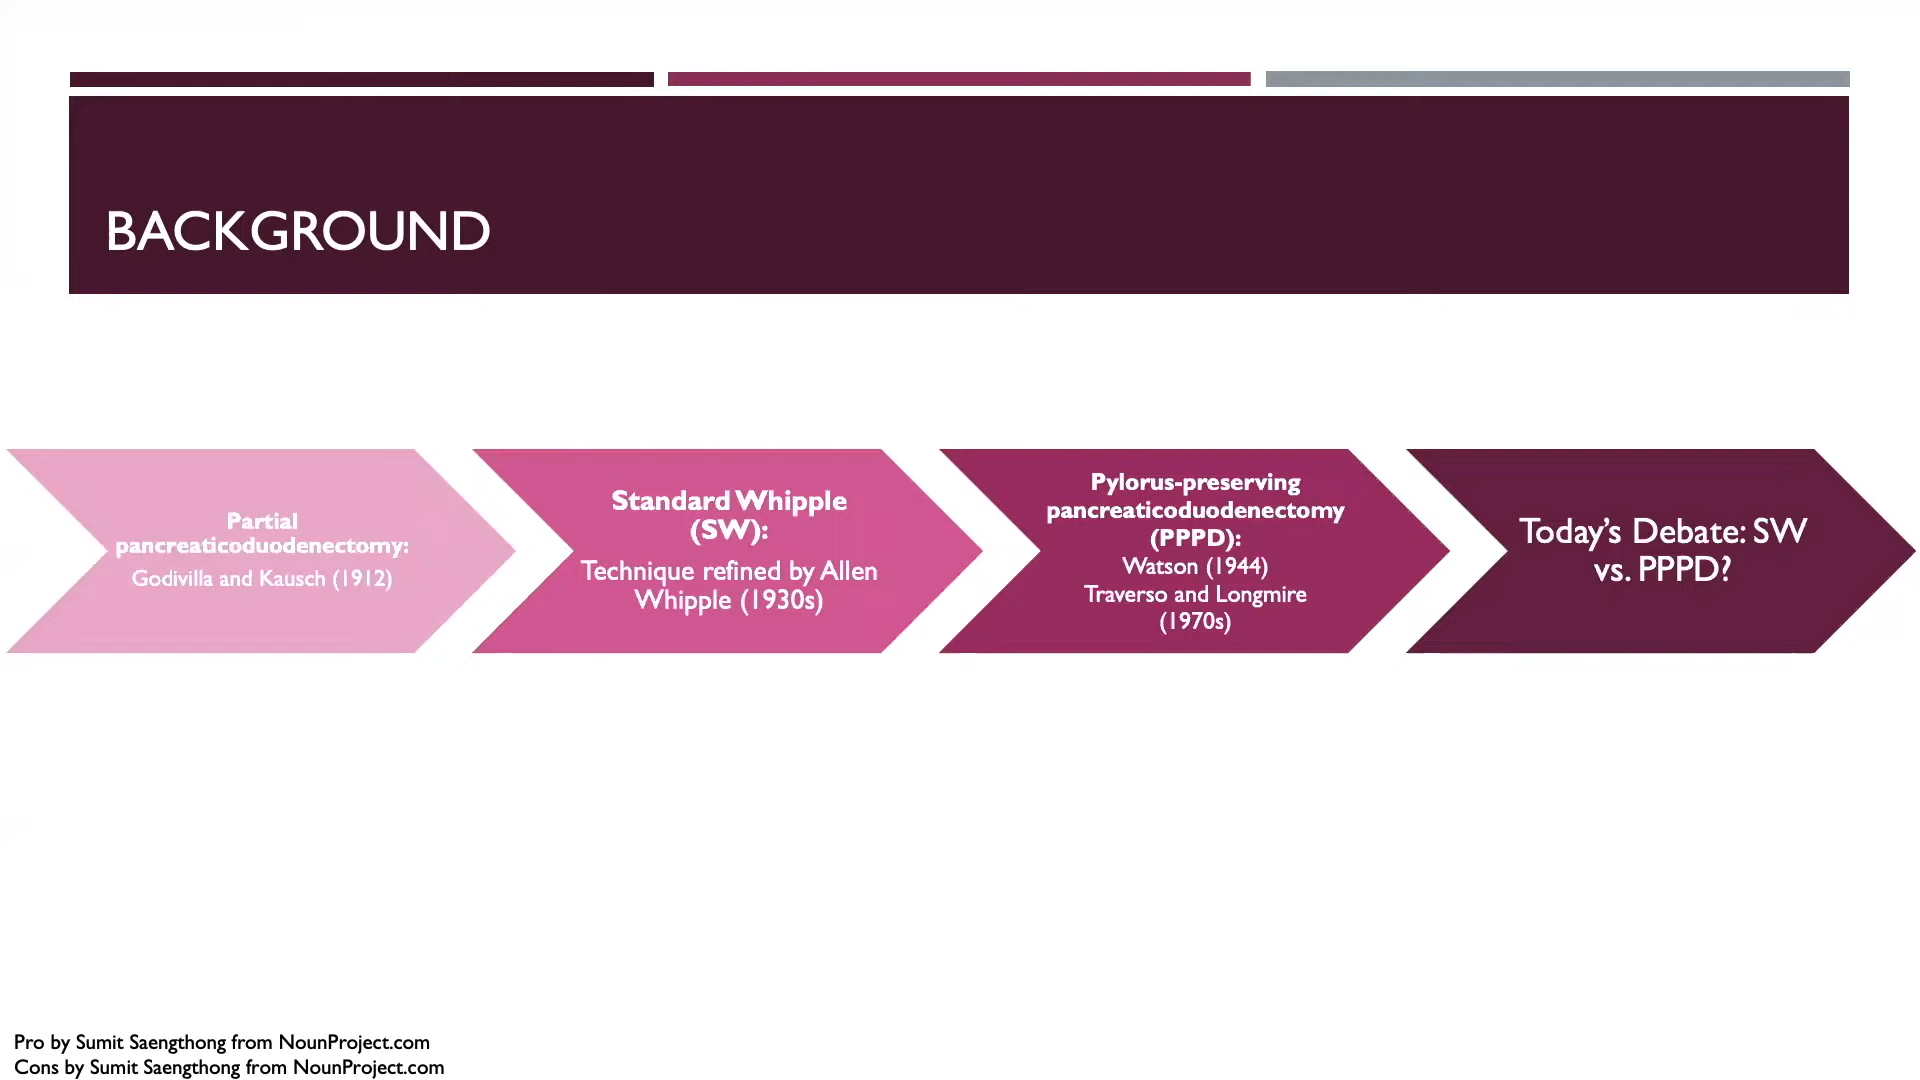 BACKGROUND
Partial
pancreaticoduodenectomy:
Godivilla and Kausch (1912)
Standard Whipple
(SW):
Technique refined by Allen
Whipple (1930s)
Pylorus-preserving
pancreaticoduodenectomy
(PPPD):
Watson (1944)
Traverso and Longmire
(1970s)
Today’s Debate: SW
vs. PPPD?
Pro by Sumit Saengthong from NounProject.com
Cons by Sumit Saengthong from NounProject.com